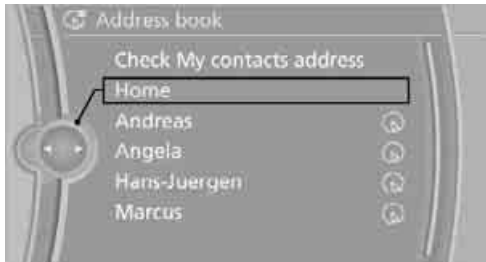 Address book
Check My contacts address
Home
Andreas
Angela
Hans-Juergen
Marcus